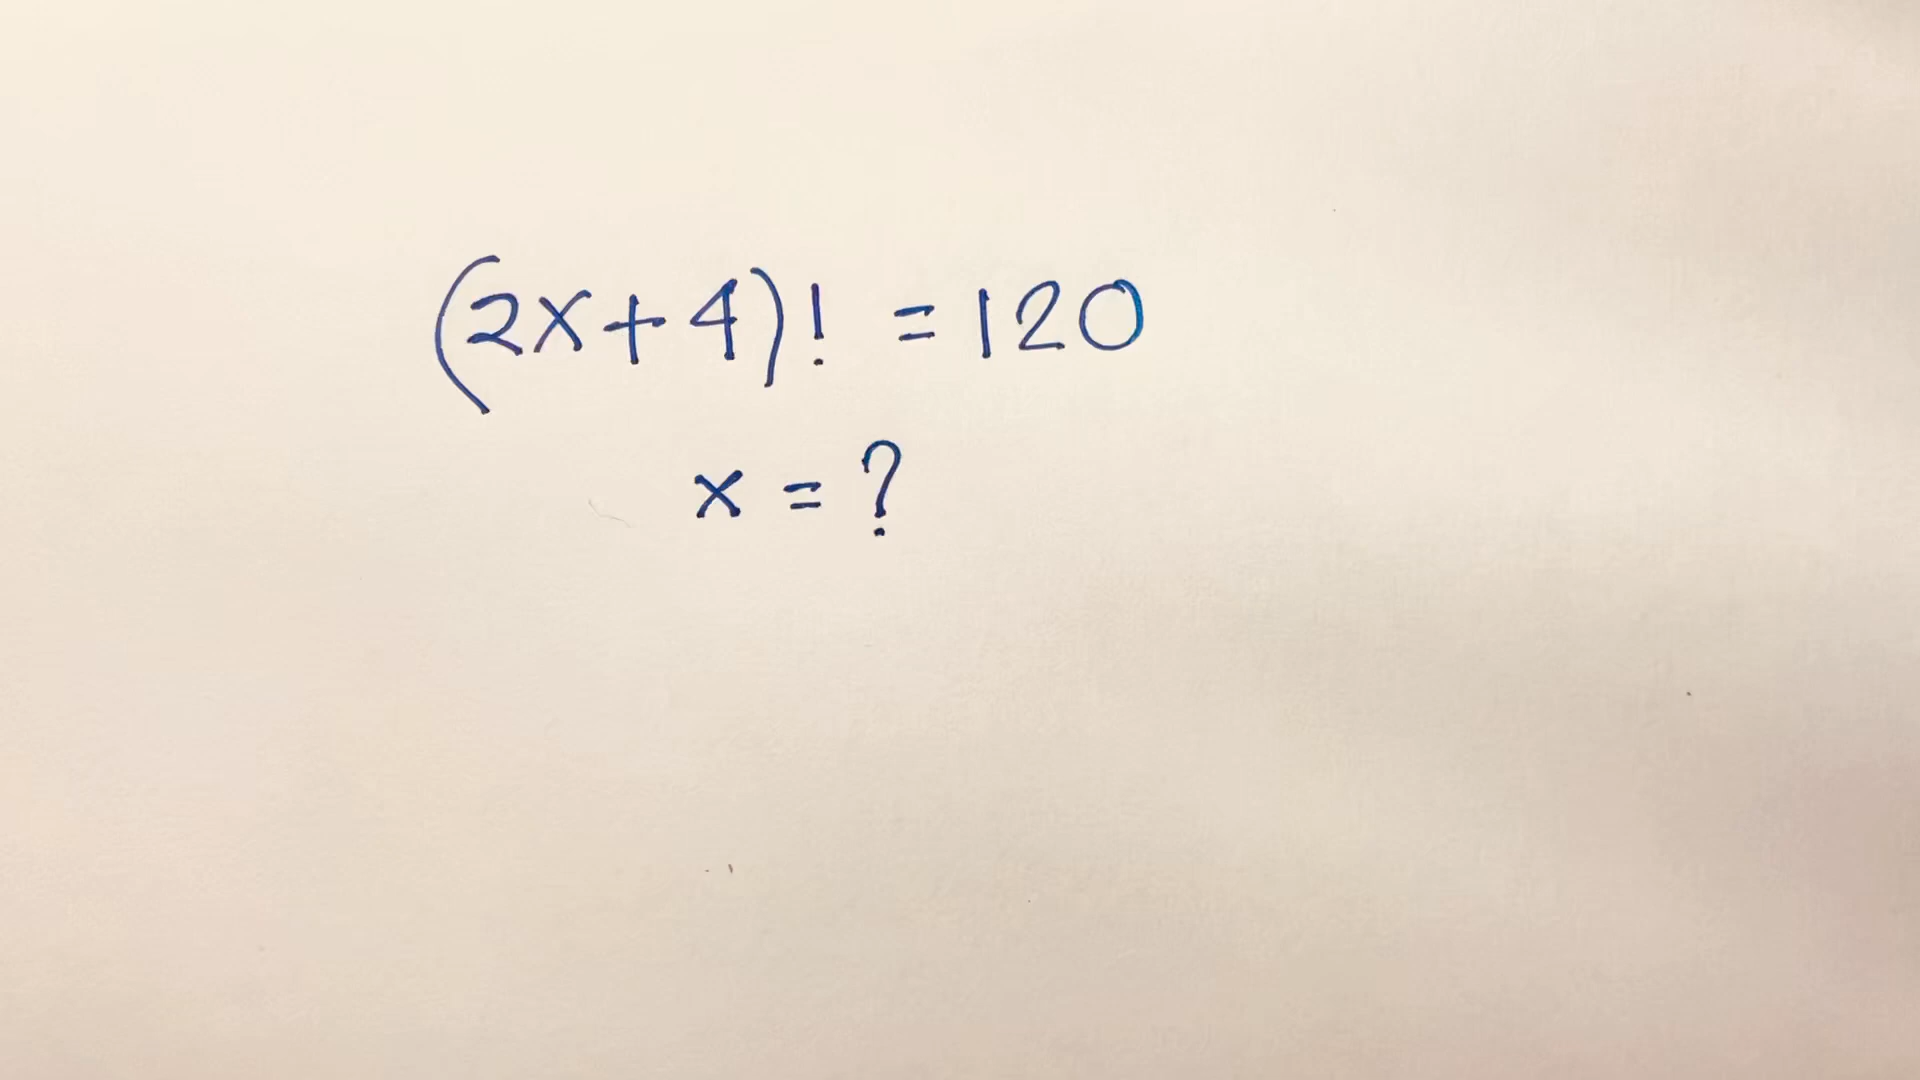 (2x+4)! = 120
x = ?